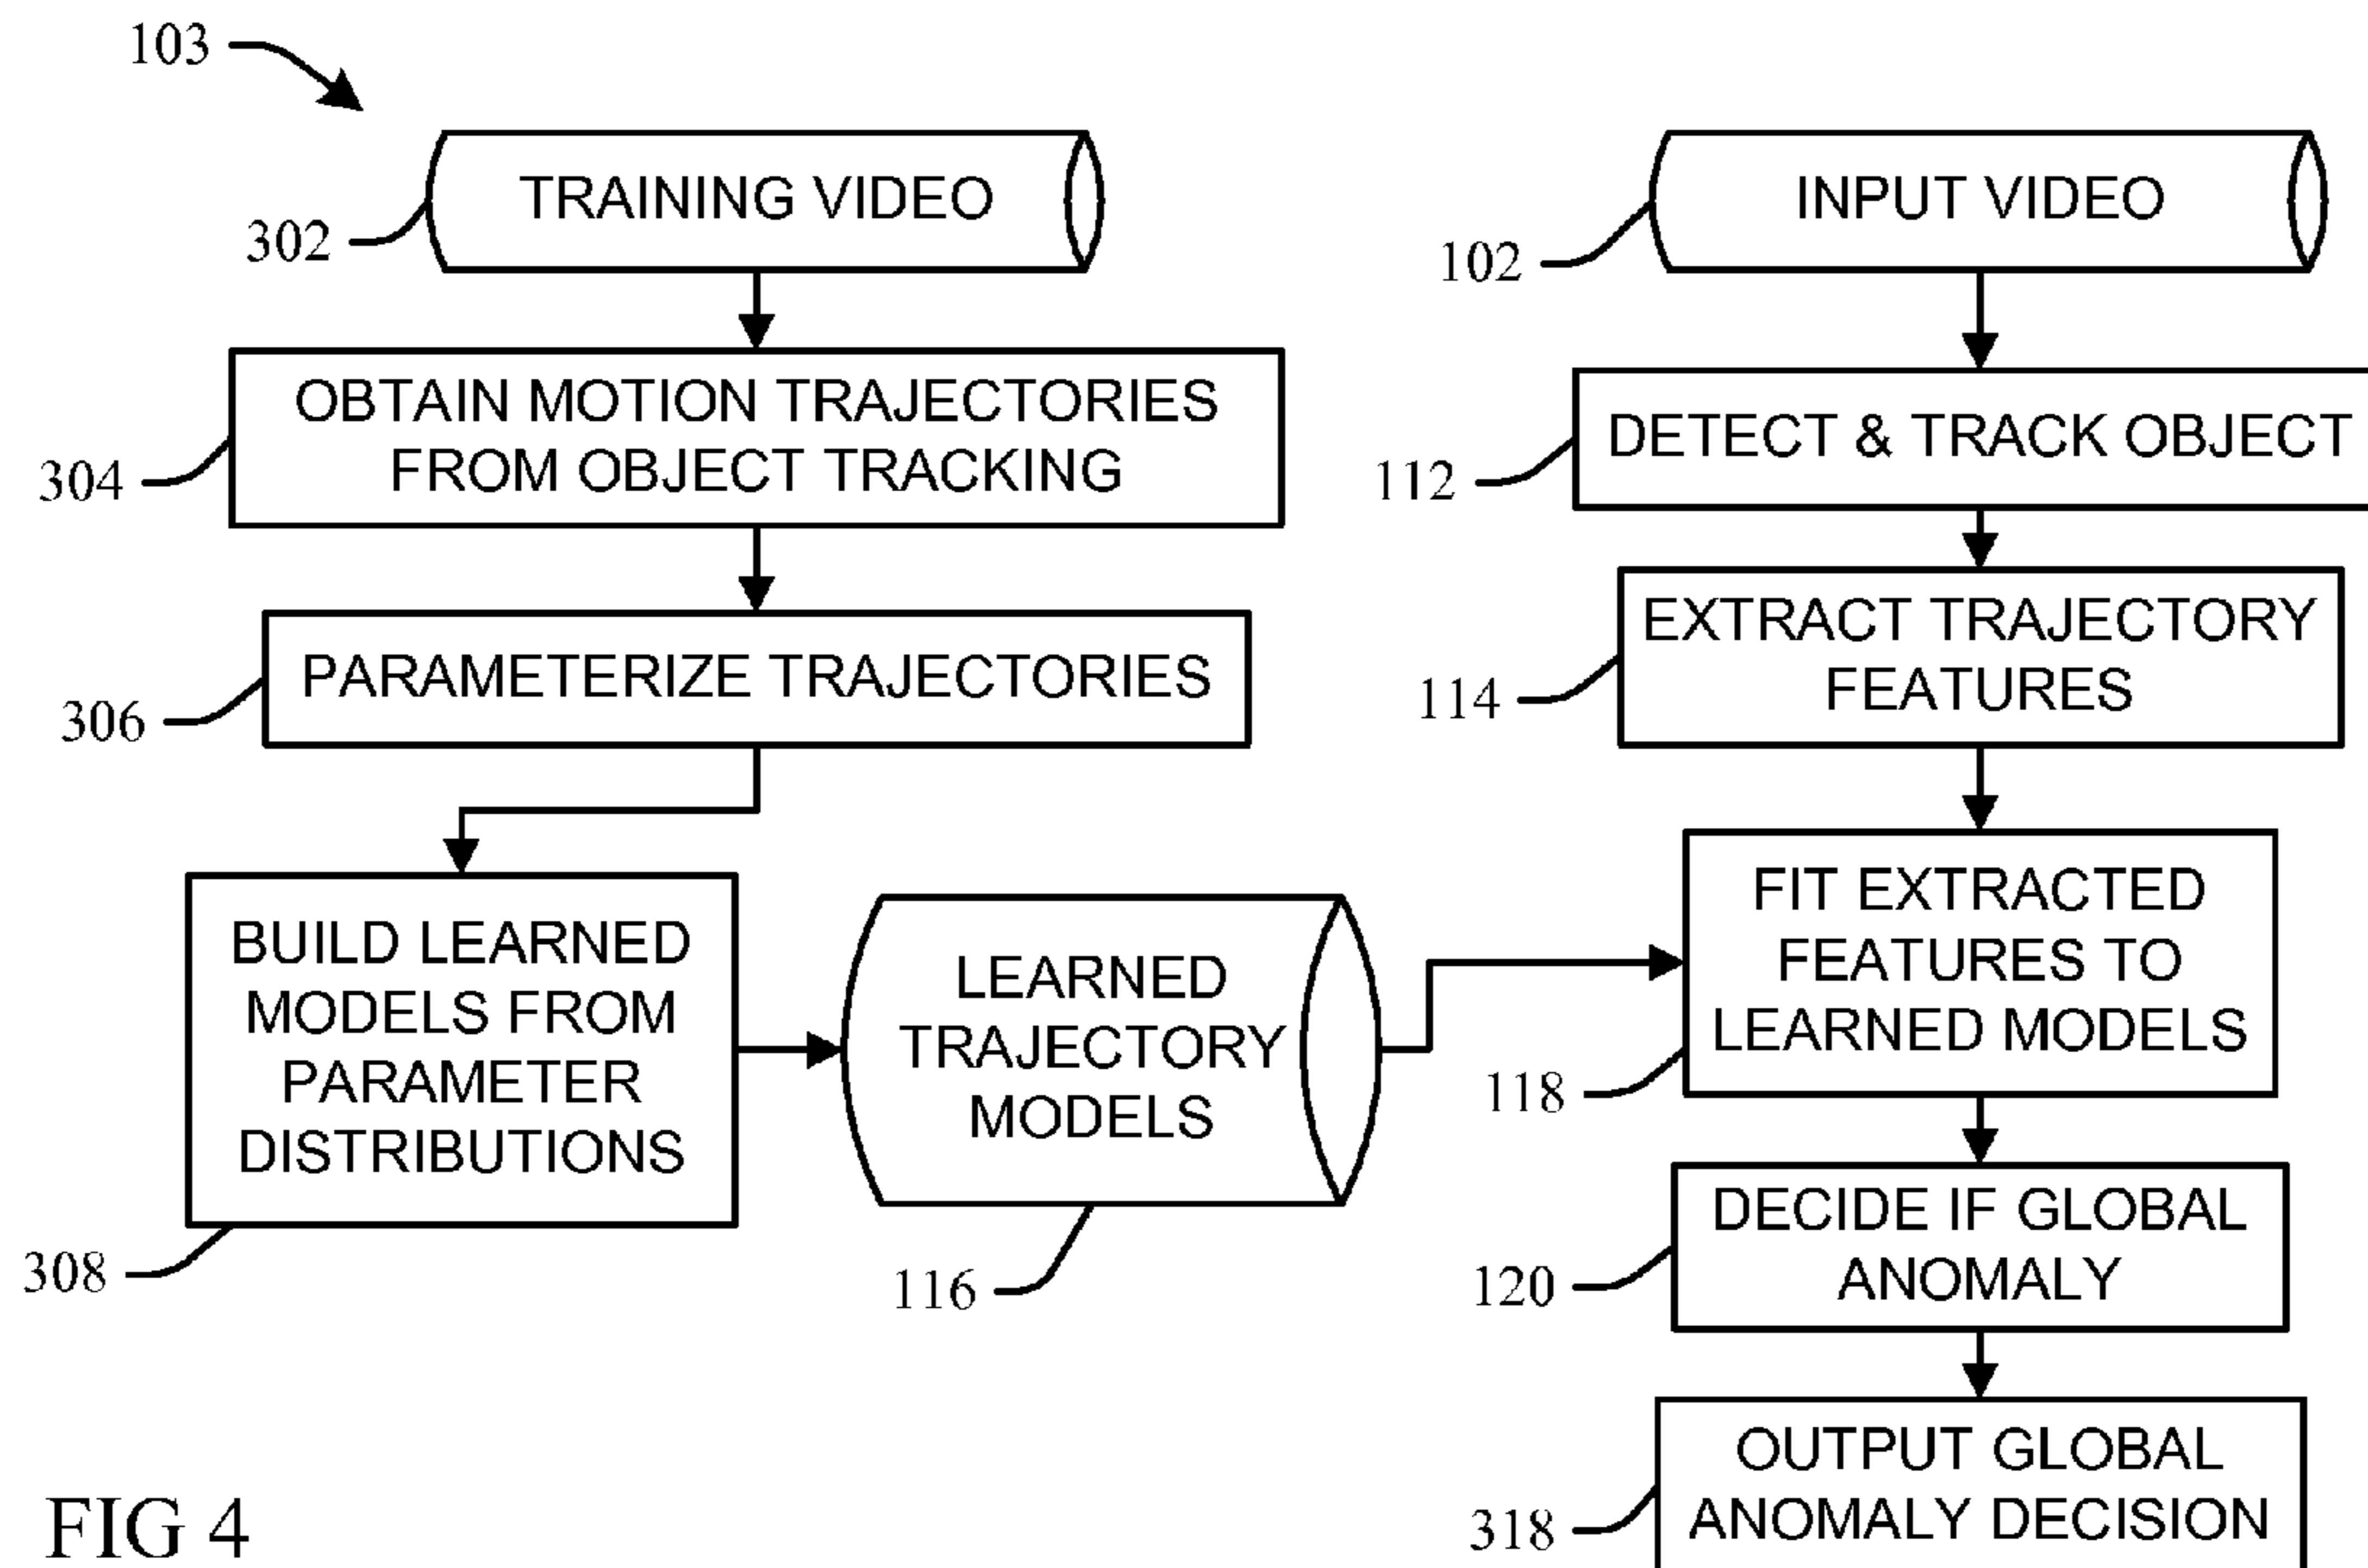 103
TRAINING VIDEO
302
OBTAIN MOTION TRAJECTORIES
FROM OBJECT TRACKING
304
PARAMETERIZE TRAJECTORIES
306
BUILD LEARNED
MODELS FROM
PARAMETER
DISTRIBUTIONS
308
LEARNED
TRAJECTORY
MODELS
116
INPUT VIDEO
102
DETECT & TRACK OBJECT
112
EXTRACT TRAJECTORY
FEATURES
114
FIT EXTRACTED
FEATURES TO
LEARNED MODELS
118
DECIDE IF GLOBAL
ANOMALY
120
OUTPUT GLOBAL
ANOMALY DECISION
318
FIG 4